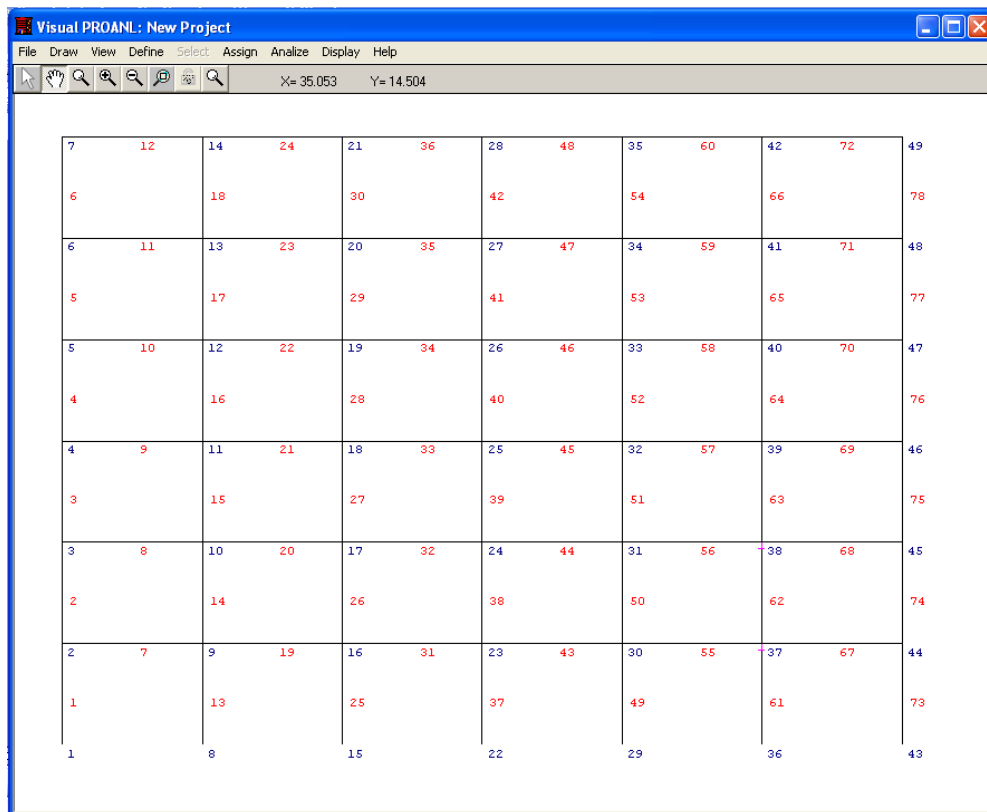 Visual PROANL: New Project
File Draw View Define Select Assign Analize Display Help
X= 35.053 Y= 14.504
7 12 14 24 21 36 28 48 35 60 42 72 49
6 18 30 42 54 66 78
6 11 13 23 20 35 27 47 34 59 41 71 48
5 17 29 41 53 65 77
5 10 12 22 19 34 26 46 33 58 40 70 47
4 16 28 40 52 64 76
4 9 11 21 18 33 25 45 32 57 39 69 46
3 15 27 39 51 63 75
3 8 10 20 17 32 24 44 31 56 38 68 45
2 14 26 38 50 62 74
2 7 9 19 16 31 23 43 30 55 37 67 44
1 13 25 37 49 61 73
1 8 15 22 29 36 43